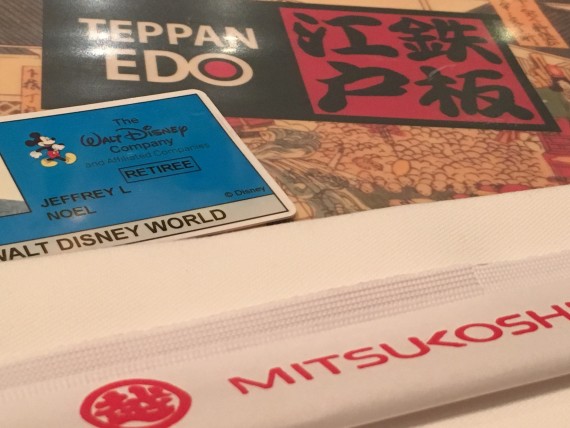 TEPPAN
EDO
江鉄
戸板
The
Walt Disney
Company
and Affiliated Companies
RETIREE
JEFFREY L
NOEL
© Disney
WALT DISNEY WORLD
越
MITSUKOSHI